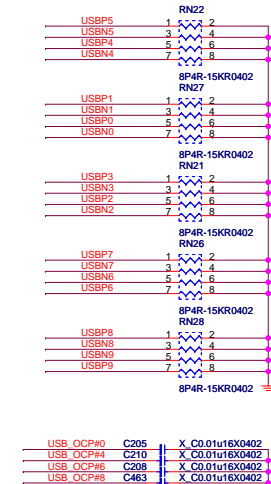 RN22
USBP5 1 2
USBN5 3 4
USBP4 5 6
USBN4 7 8
8P4R-15KR0402
RN27
USBP1 1 2
USBN1 3 4
USBP0 5 6
USBN0 7 8
8P4R-15KR0402
RN21
USBP3 1 2
USBN3 3 4
USBP2 5 6
USBN2 7 8
8P4R-15KR0402
RN26
USBP7 1 2
USBN7 3 4
USBN6 5 6
USBP6 7 8
8P4R-15KR0402
RN28
USBP8 1 2
USBN8 3 4
USBN9 5 6
USBP9 7 8
8P4R-15KR0402
USB_OCP#0 C205 X_C0.01u16X0402
USB_OCP#4 C210 X_C0.01u16X0402
USB_OCP#6 C208 X_C0.01u16X0402
USB_OCP#8 C463 X_C0.01u16X0402